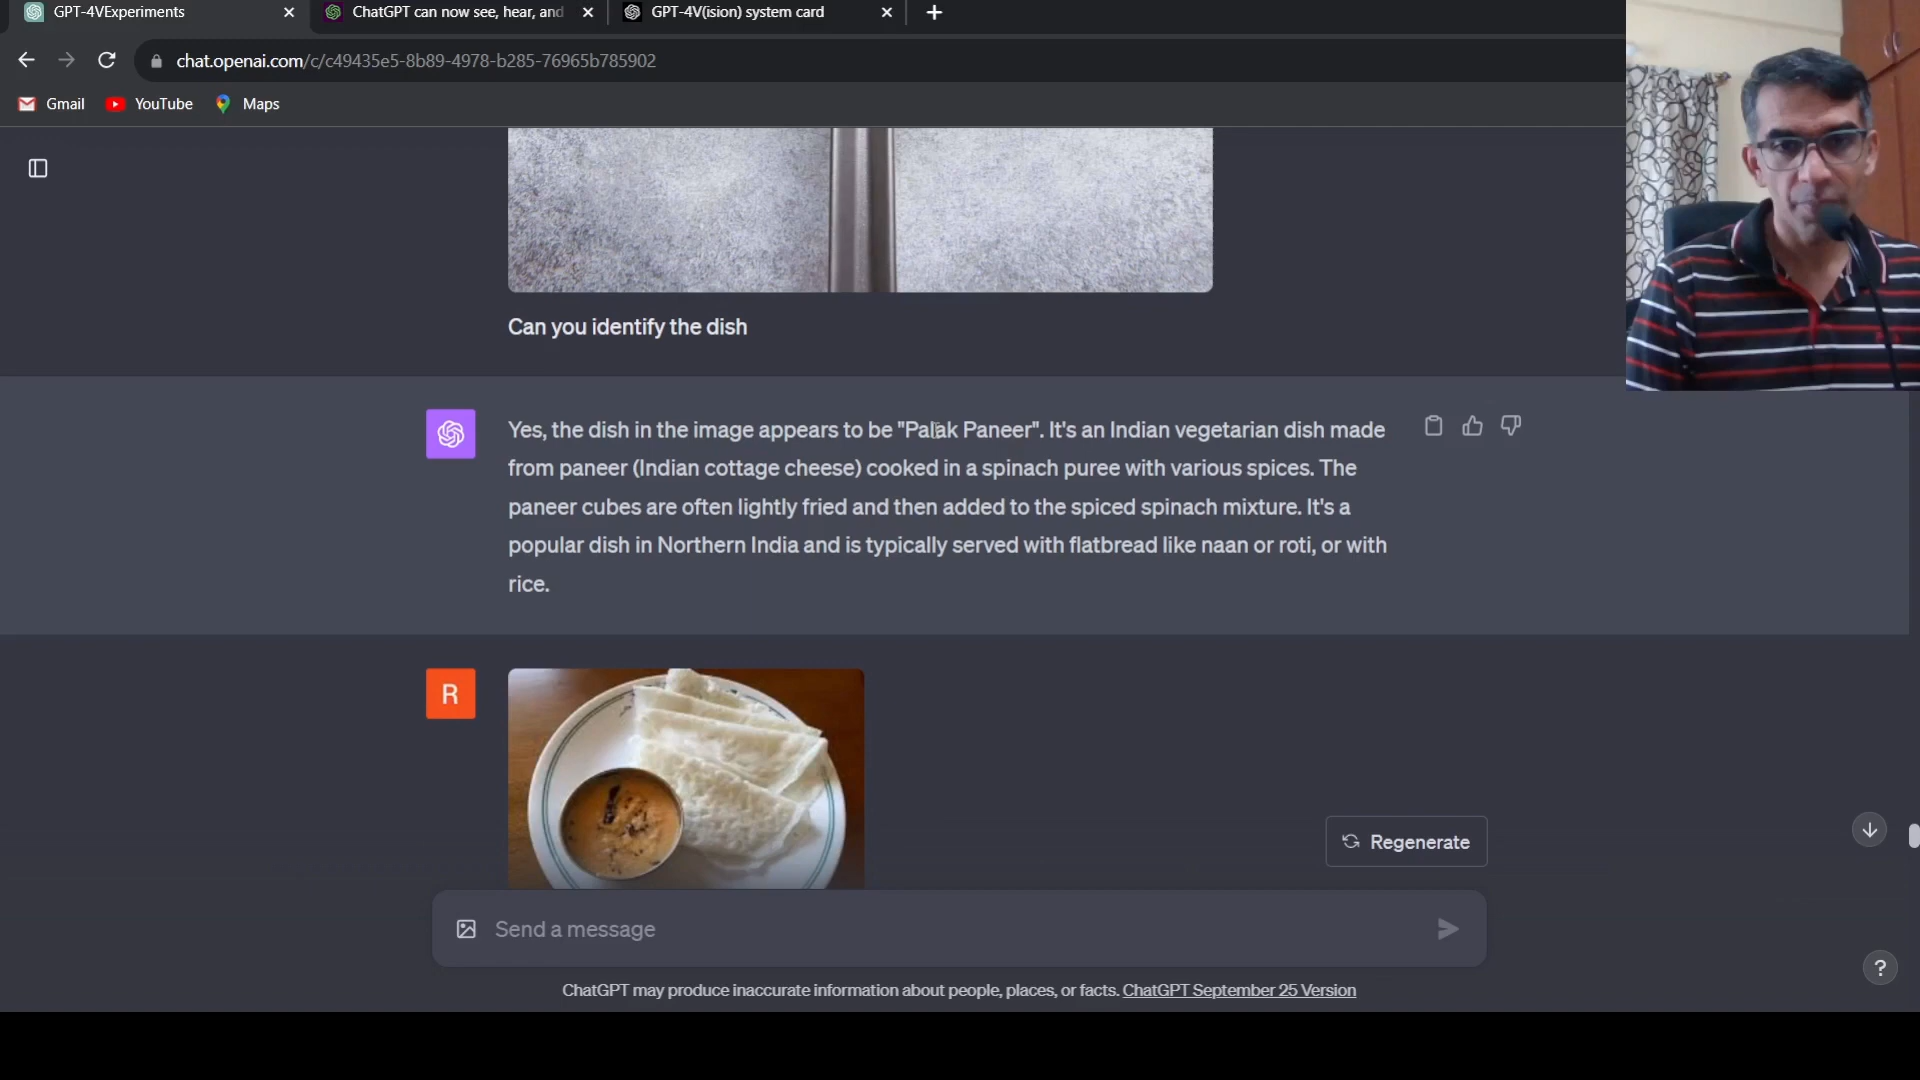 GPT-4VExperiments
ChatGPT can now see, hear, and
GPT-4V(ision) system card
chat.openai.com/c/c49435e5-8b89-4978-b285-76965b785902
Gmail
YouTube
Maps
Can you identify the dish
Yes, the dish in the image appears to be "Palak Paneer". It's an Indian vegetarian dish made
from paneer (Indian cottage cheese) cooked in a spinach puree with various spices. The
paneer cubes are often lightly fried and then added to the spiced spinach mixture. It's a
popular dish in Northern India and is typically served with flatbread like naan or roti, or with
rice.
R
Regenerate
Send a message
?
ChatGPT may produce inaccurate information about people, places, or facts. ChatGPT September 25 Version